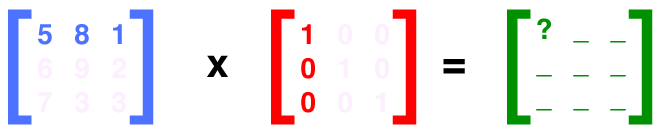 5 8 1 x 1 0 0 = ? _ _
6 9 2 0 1 0 _ _ _
7 3 3 0 0 1 _ _ _